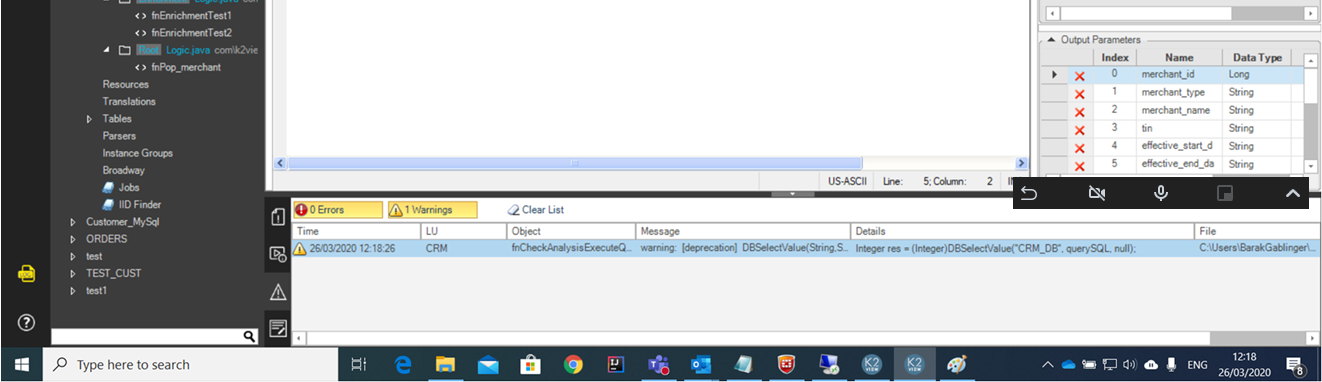 Logic.java com
<> fnEnrichmentTest1
<> fnEnrichmentTest2
Root Logic.java com\k2vie
<> fnPop_merchant
Resources
Translations
Tables
Parsers
Instance Groups
Broadway
Jobs
IID Finder
Customer_MySql
ORDERS
test
TEST_CUST
test1
US-ASCII Line: 5; Column: 2
Output Parameters
Index Name Data Type
0 merchant_id Long
1 merchant_type String
2 merchant_name String
3 tin String
4 effective_start_d String
5 effective_end_da String
0 Errors 1 Warnings Clear List
Time LU Object Message Details File
26/03/2020 12:18:26 CRM fnCheckAnalysisExecuteQ... warning: [deprecation] DBSelectValue(String,S... Integer res = (Integer)DBSelectValue("CRM_DB", querySQL, null); C:\Users\BarakGablinger\...
Type here to search
K2 VIEW
K2 VIEW
ENG
12:18
26/03/2020
8